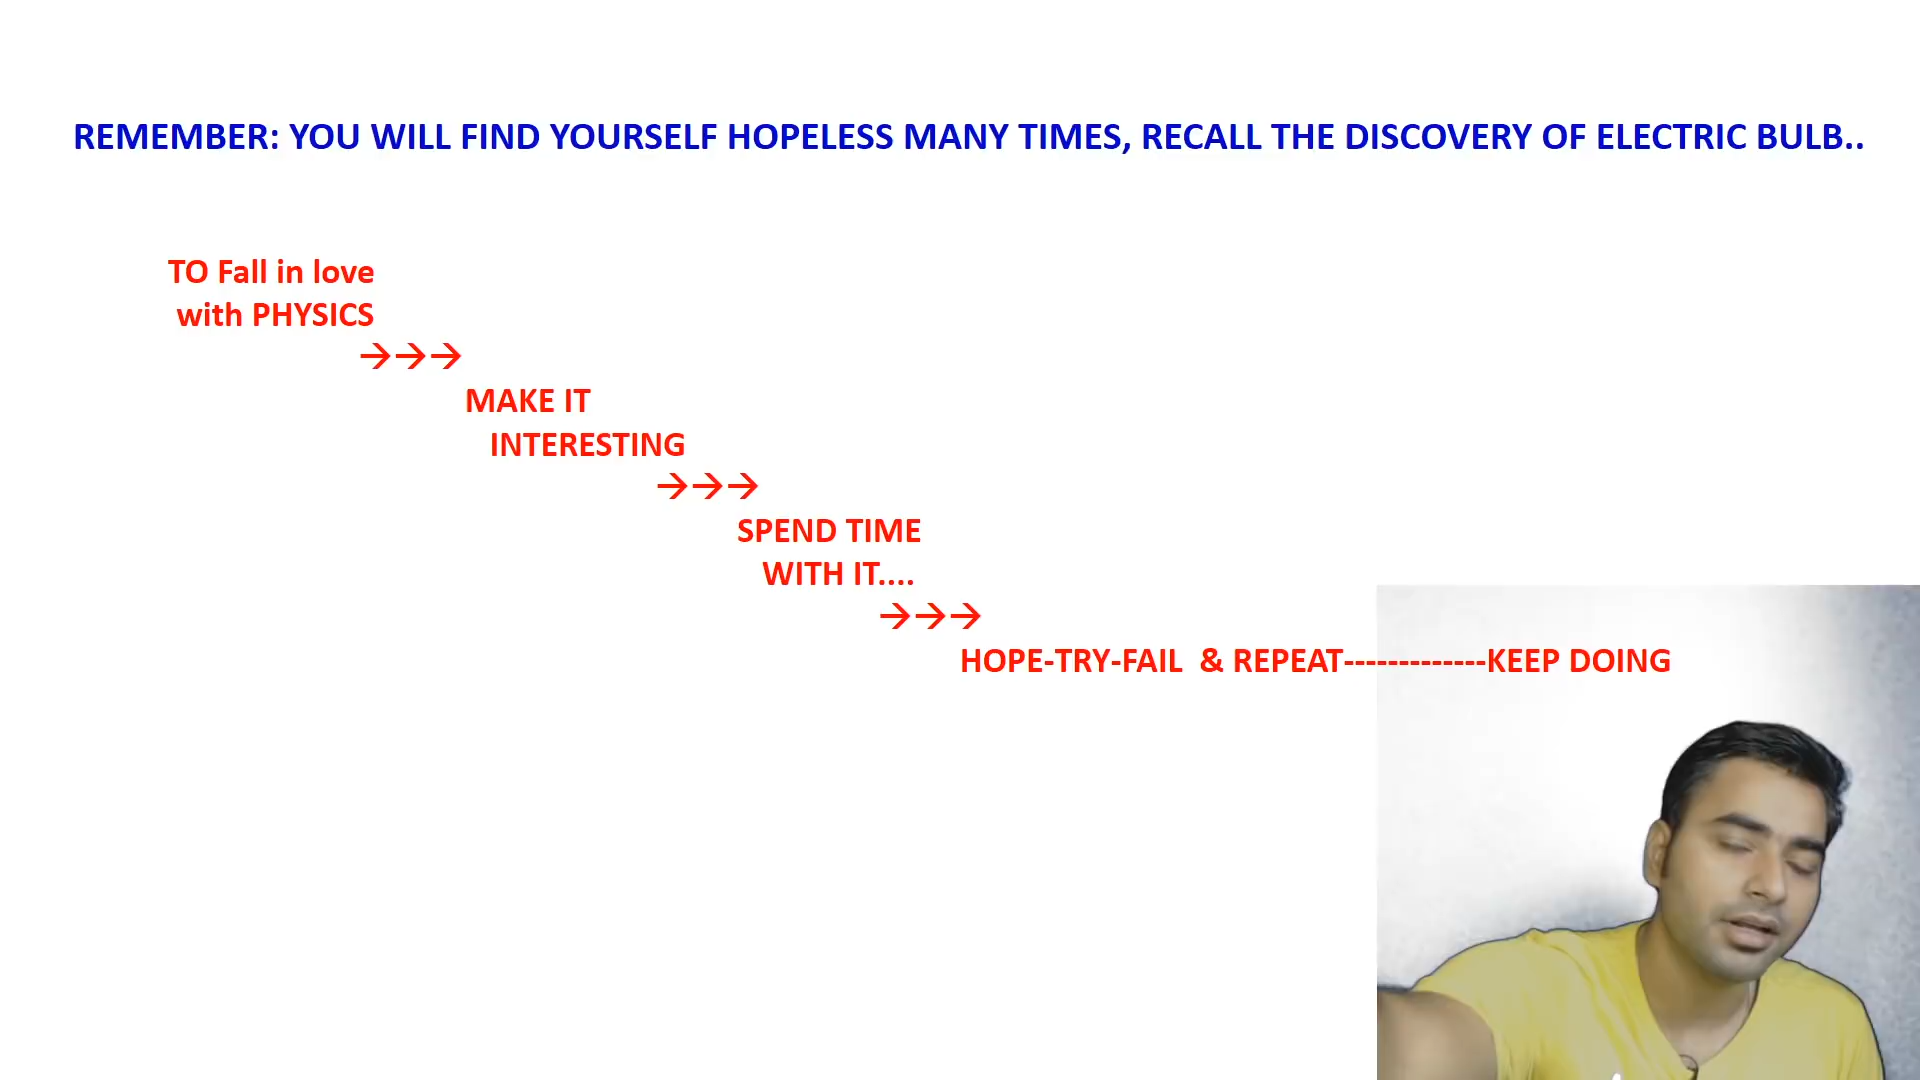 REMEMBER: YOU WILL FIND YOURSELF HOPELESS MANY TIMES, RECALL THE DISCOVERY OF ELECTRIC BULB..
TO Fall in love
with PHYSICS
→→→
MAKE IT
INTERESTING
→→→
SPEND TIME
WITH IT....
→→→
HOPE-TRY-FAIL & REPEAT-------------KEEP DOING